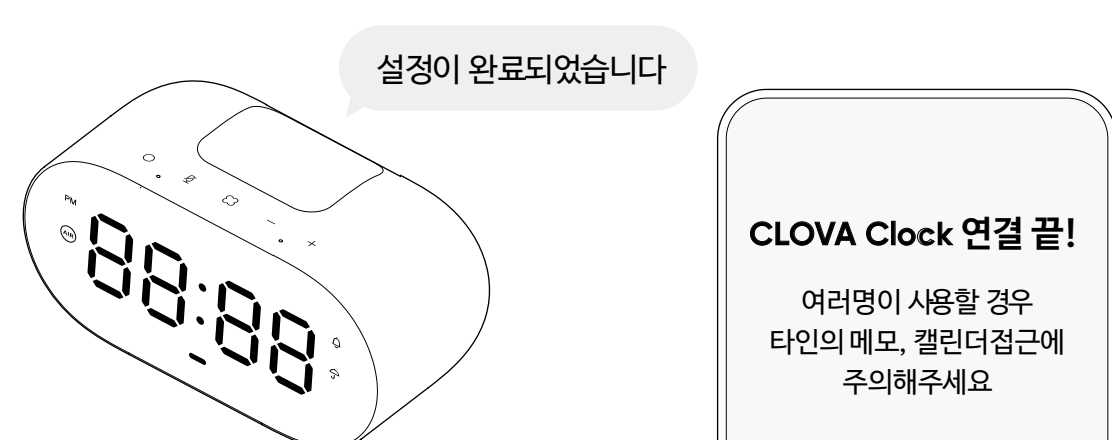 설정이 완료되었습니다
PM
AIR
88:88
CLOVA Clock 연결 끝!
여러명이 사용할 경우
타인의 메모, 캘린더접근에
주의해주세요